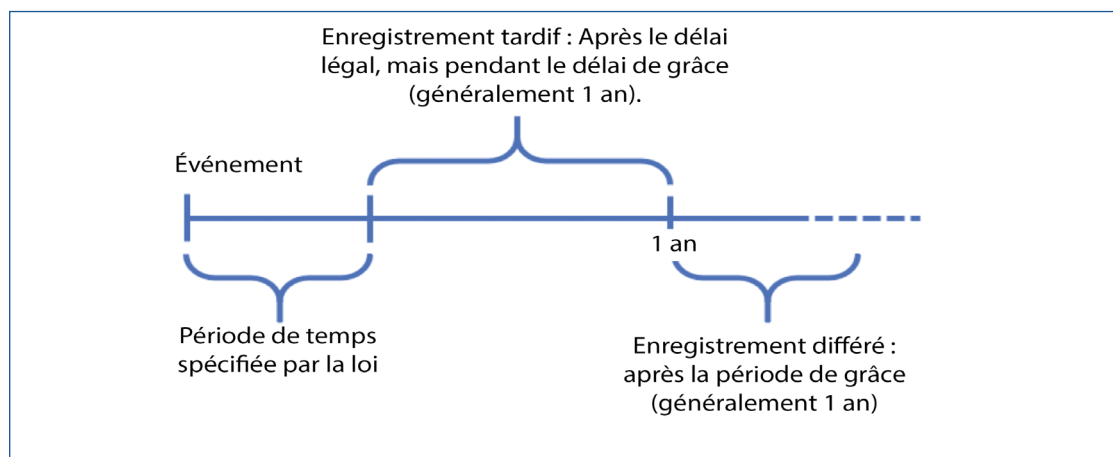 Enregistrement tardif : Après le délai
légal, mais pendant le délai de grâce
(généralement 1 an).
Événement
1 an
Période de temps
spécifiée par la loi
Enregistrement différé :
après la période de grâce
(généralement 1 an)